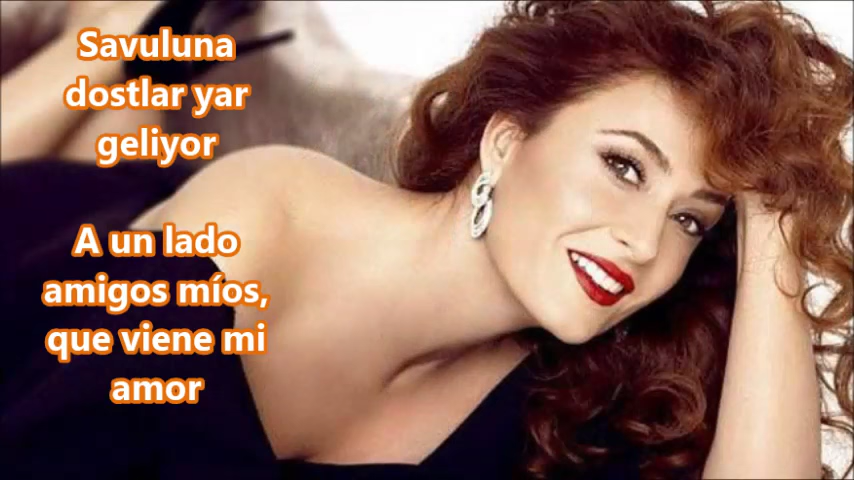 Savuluna
dostlar yar
geliyor
A un lado
amigos míos,
que viene mi
amor